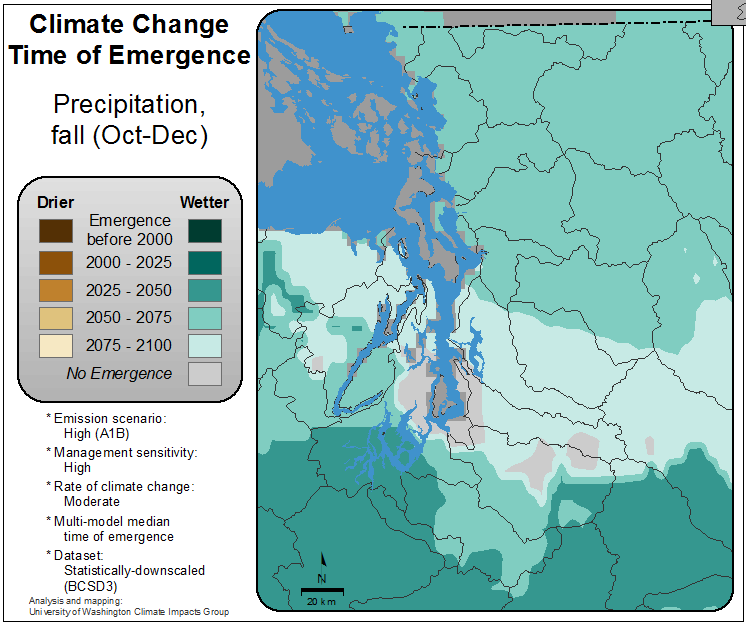 Climate Change
Time of Emergence
Precipitation,
fall (Oct-Dec)
Drier
Wetter
Emergence
before 2000
2000 - 2025
2025 - 2050
2050 - 2075
2075 - 2100
No Emergence
* Emission scenario:
High (A1B)
* Management sensitivity:
High
* Rate of climate change:
Moderate
* Multi-model median
time of emergence
* Dataset:
Statistically-downscaled
(BCSD3)
Analysis and mapping:
University of Washington Climate Impacts Group
N
20 km